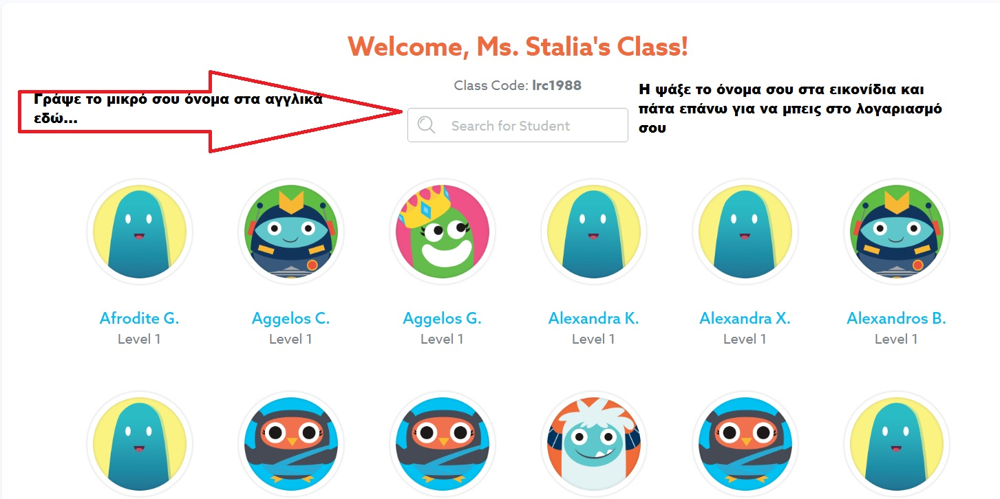 Welcome, Ms. Stalia's Class!
Class Code: lrc1988
Γράψε το μικρό σου όνομα στα αγγλικά
εδώ...
Search for Student
Η ψάξε το όνομα σου στα εικονίδια και
πάτα επάνω για να μπεις στο λογαριασμό
σου
Afrodite G.
Level 1
Aggelos C.
Level 1
Aggelos G.
Level 1
Alexandra K.
Level 1
Alexandra X.
Level 1
Alexandros B.
Level 1